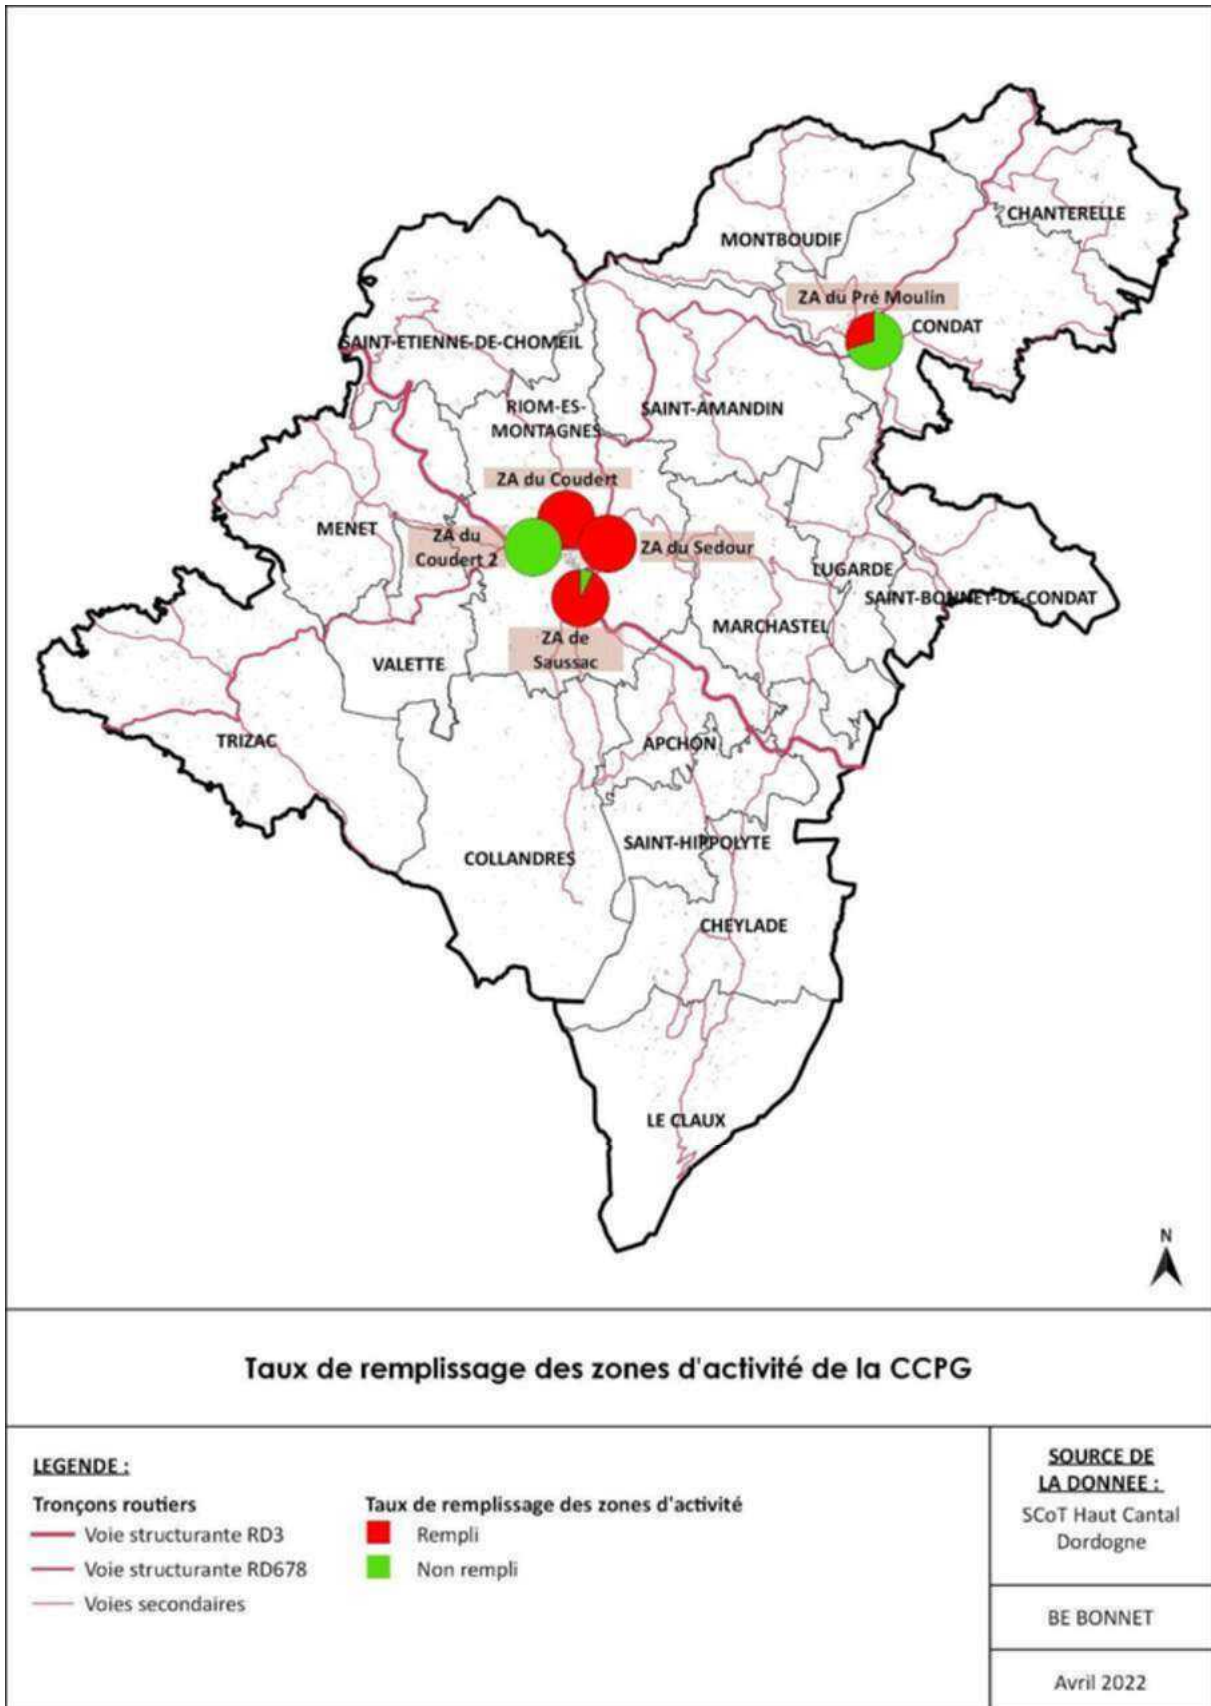 CHANTERELLE
MONTBOUDIF
ZA du Pré Moulin
CONDAT
SAINT-ETIENNE-DE-CHOMEIL
RIOM-ES-
MONTAGNES
SAINT-AMANDIN
ZA du Coudert
MENET
ZA du
Coudert 2
ZA du Sedour
LUGARDE
SAINT-BONNET-DE-CONDAT
MARCHASTEL
ZA de
Saussac
VALETTE
TRIZAC
APCHON
SAINT-HIPPOLYTE
COLLANDRES
CHEYLADE
LE CLAUX
N
Taux de remplissage des zones d'activité de la CCPG
LEGENDE :
Tronçons routiers
Voie structurante RD3
Voie structurante RD678
Voies secondaires
Taux de remplissage des zones d'activité
Rempli
Non rempli
SOURCE DE
LA DONNEE :
SCoT Haut Cantal
Dordogne
BE BONNET
Avril 2022